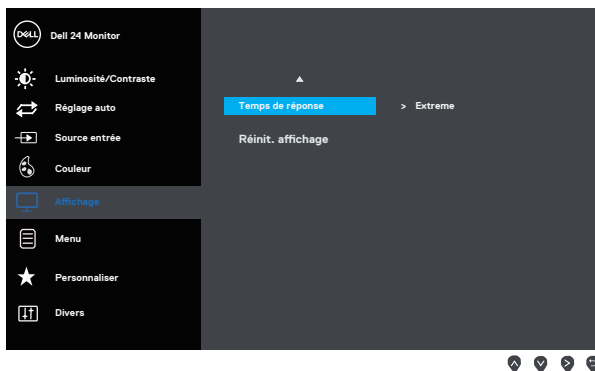 DELL Dell 24 Monitor
Luminosité/Contraste
Réglage auto
Temps de réponse > Extreme
Source entrée
Réinit. affichage
Couleur
Affichage
Menu
Personnaliser
Divers